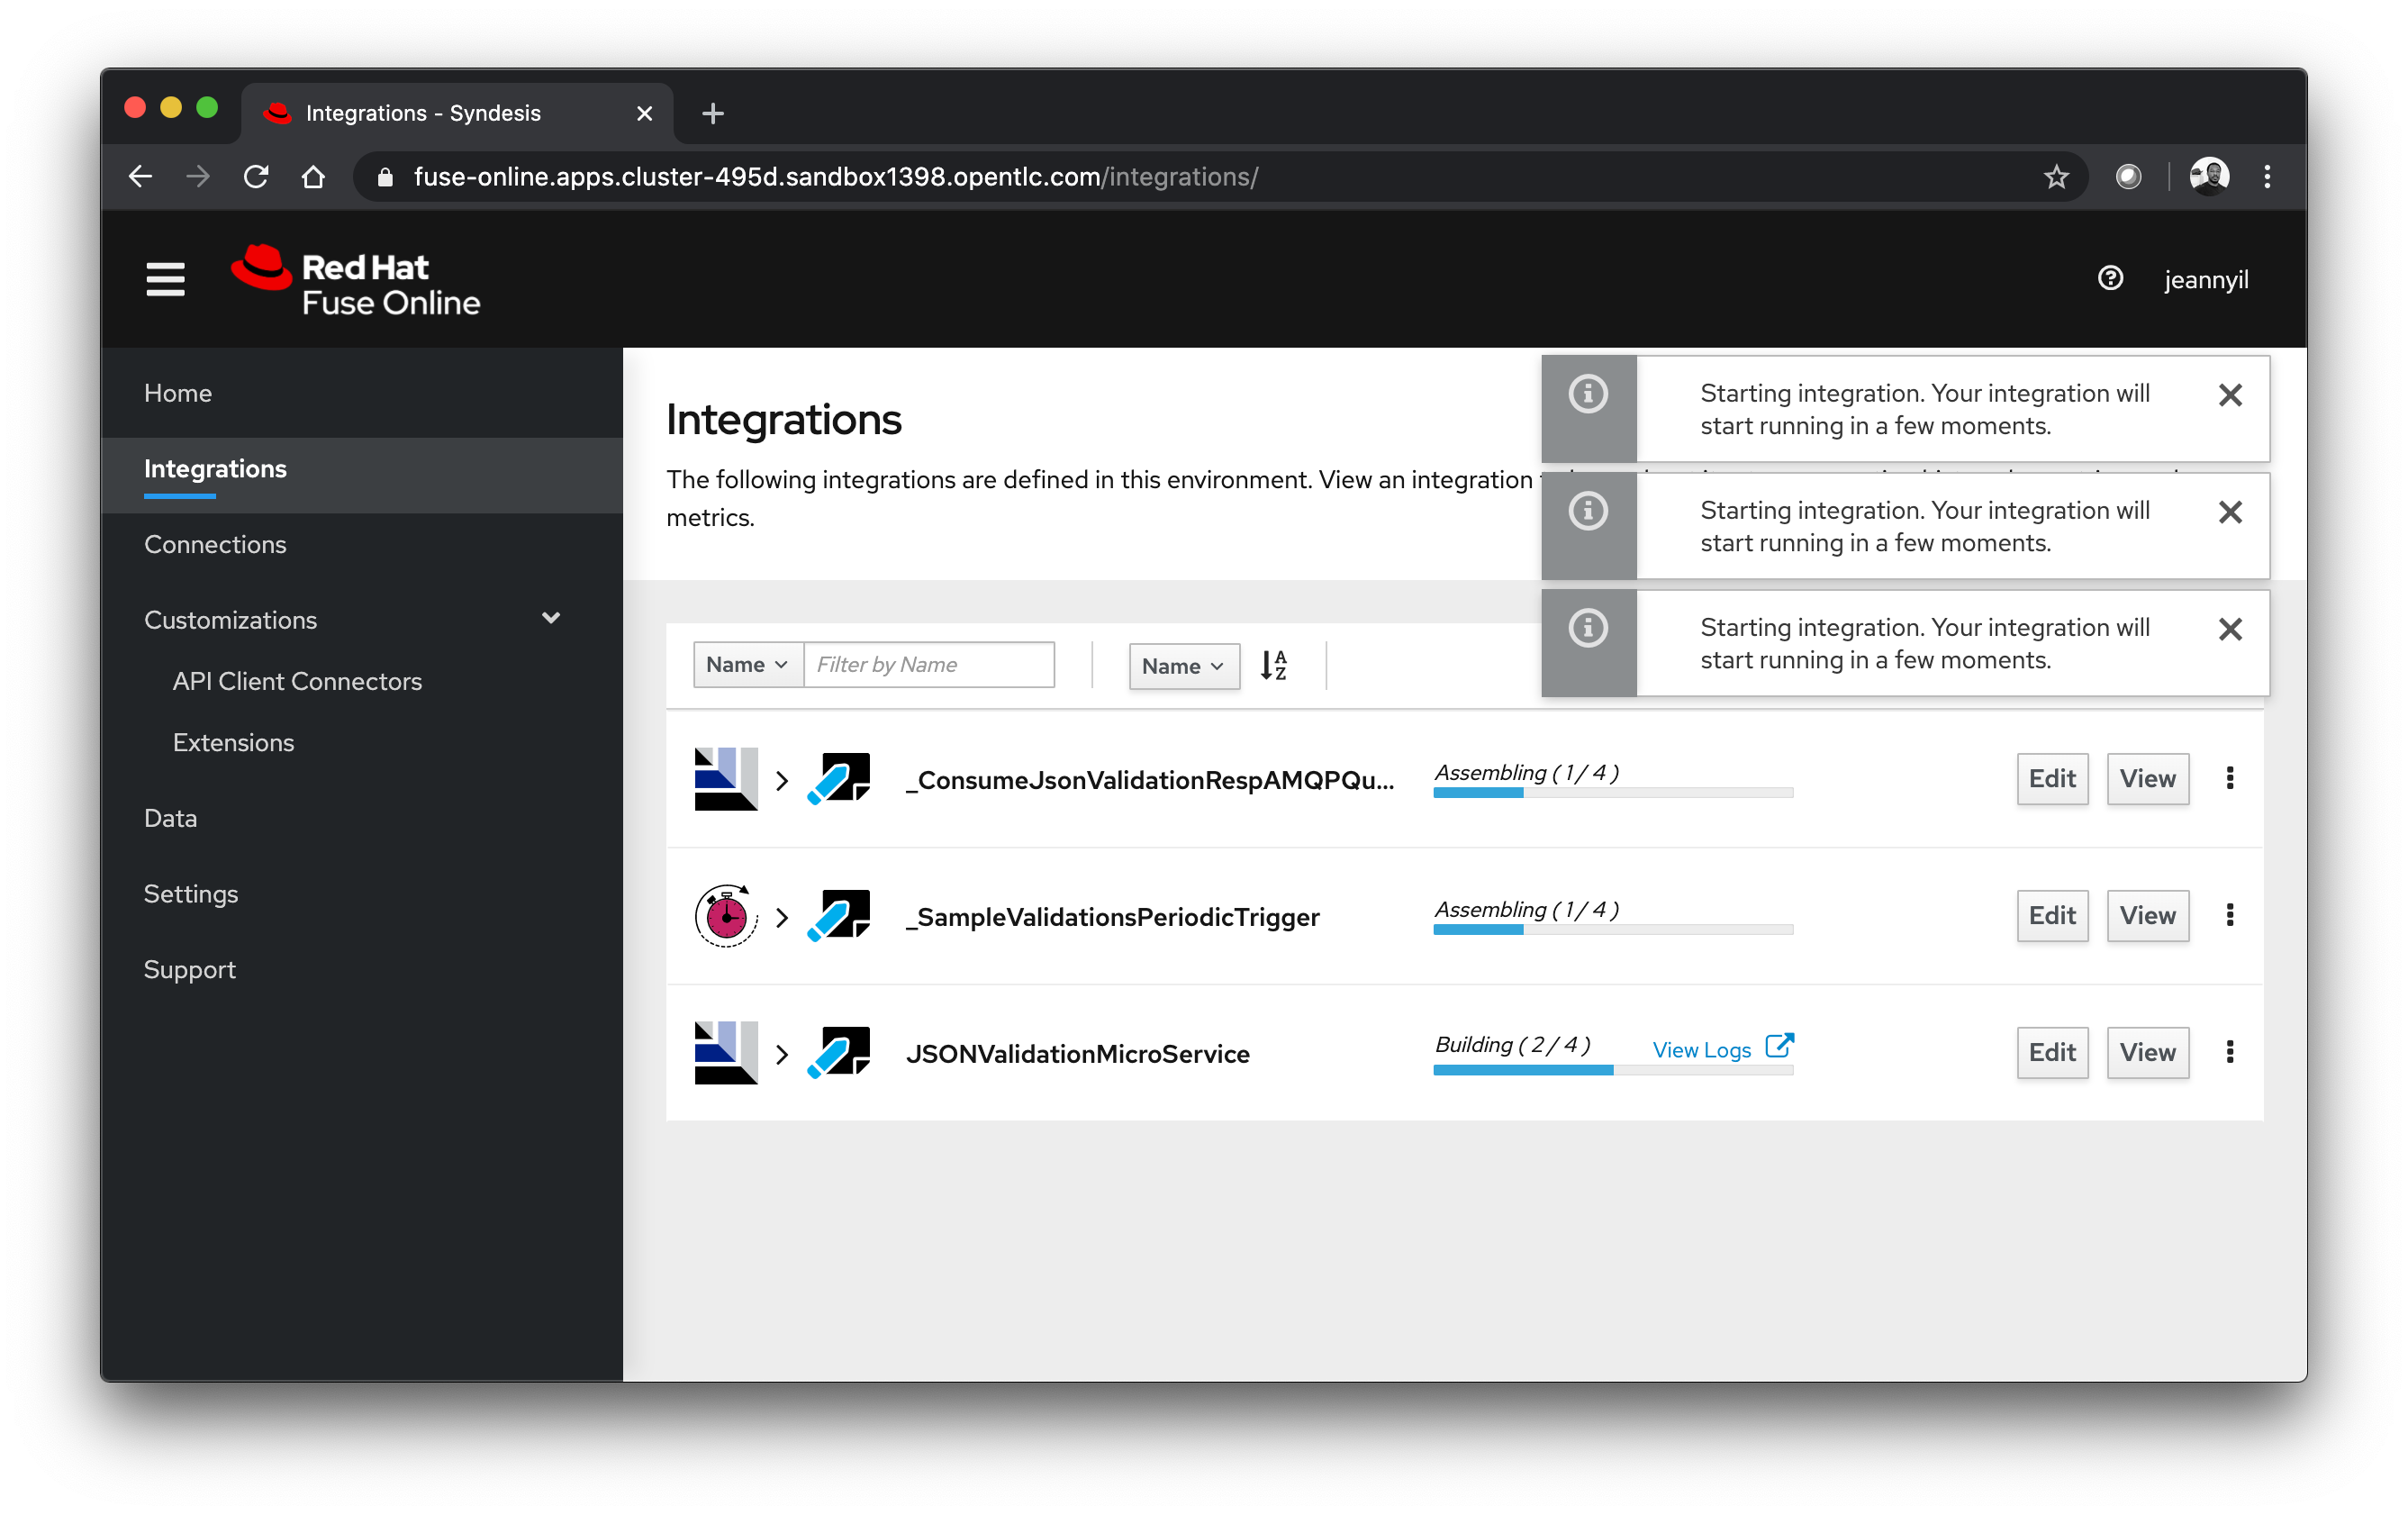 Integrations - Syndesis
fuse-online.apps.cluster-495d.sandbox1398.opentlc.com/integrations/
Red Hat
Fuse Online
jeannyil
Home
Integrations
Connections
Customizations
API Client Connectors
Extensions
Data
Settings
Support
Integrations
The following integrations are defined in this environment. View an integration
metrics.
Starting integration. Your integration will
start running in a few moments.
Starting integration. Your integration will
start running in a few moments.
Starting integration. Your integration will
start running in a few moments.
Name
Filter by Name
Name
A
Z
_ConsumeJsonValidationRespAMQPQu...
Assembling ( 1 / 4 )
Edit
View
_SampleValidationsPeriodicTrigger
Assembling ( 1 / 4 )
Edit
View
JSONValidationMicroService
Building ( 2 / 4 )
View Logs
Edit
View